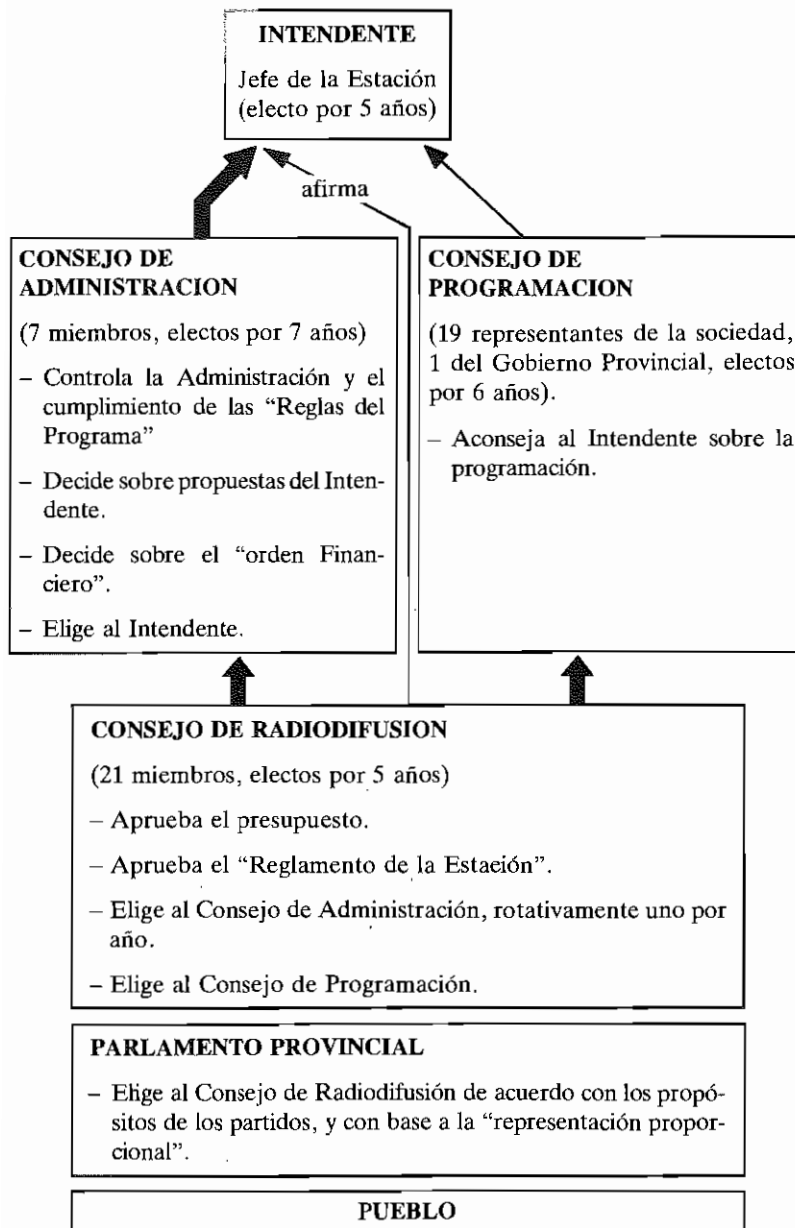 INTENDENTE
Jefe de la Estación
(electo por 5 años)
afirma
CONSEJO DE
ADMINISTRACION
(7 miembros, electos por 7 años)
– Controla la Administración y el
cumplimiento de las “Reglas del
Programa”
– Decide sobre propuestas del Inten-
dente.
– Decide sobre el “orden Finan-
ciero”.
– Elige al Intendente.
CONSEJO DE
PROGRAMACION
(19 representantes de la sociedad,
1 del Gobierno Provincial, electos
por 6 años).
– Aconseja al Intendente sobre la
programación.
CONSEJO DE RADIODIFUSION
(21 miembros, electos por 5 años)
– Aprueba el presupuesto.
– Aprueba el “Reglamento de la Estación”.
– Elige al Consejo de Administración, rotativamente uno por
año.
– Elige al Consejo de Programación.
PARLAMENTO PROVINCIAL
– Elige al Consejo de Radiodifusión de acuerdo con los propó-
sitos de los partidos, y con base a la “representación propor-
cional”.
PUEBLO